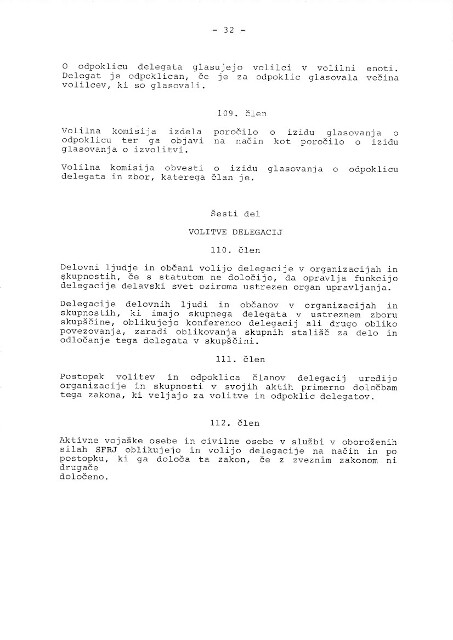 - 32 -
O odpoklicu delegata glasujejo volilci v volilni enoti.
Delegat je odpoklican, če je za odpoklic glasovala večina
volilcev, ki so glasovali.
109. člen
Volilna komisija izdela poročilo o izidu glasovanja o
odpoklicu ter ga objavi na način kot poročilo o izidu
glasovanja o izvolitvi.
Volilna komisija obvesti o izidu glasovanja o odpoklicu
delegata in zbor, katerega član je.
Šesti del
VOLITVE DELEGACIJ
110. člen
Delovni ljudje in občani volijo delegacije v organizacijah in
skupnostih, če s statutom ne določijo, da opravlja funkcijo
delegacije delavski svet oziroma ustrezen organ upravljanja.
Delegacije delovnih ljudi in občanov v organizacijah in
skupnostih, ki imajo skupnega delegata v ustreznem zboru
skupščine, oblikujejo konferenco delegacij ali drugo obliko
povezovanja, zaradi oblikovanja skupnih stališč za delo in
odločanje tega delegata v skupščini.
111. člen
Postopek volitev in odpoklica članov delegacij uredijo
organizacije in skupnosti v svojih aktih primerno določbam
tega zakona, ki veljajo za volitve in odpoklic delegatov.
112. člen
Aktivne vojaške osebe in civilne osebe v službi v oboroženih
silah SFRJ oblikujejo in volijo delegacije na način in po
postopku, ki ga določa ta zakon, če z zveznim zakonom ni
drugače
določeno.